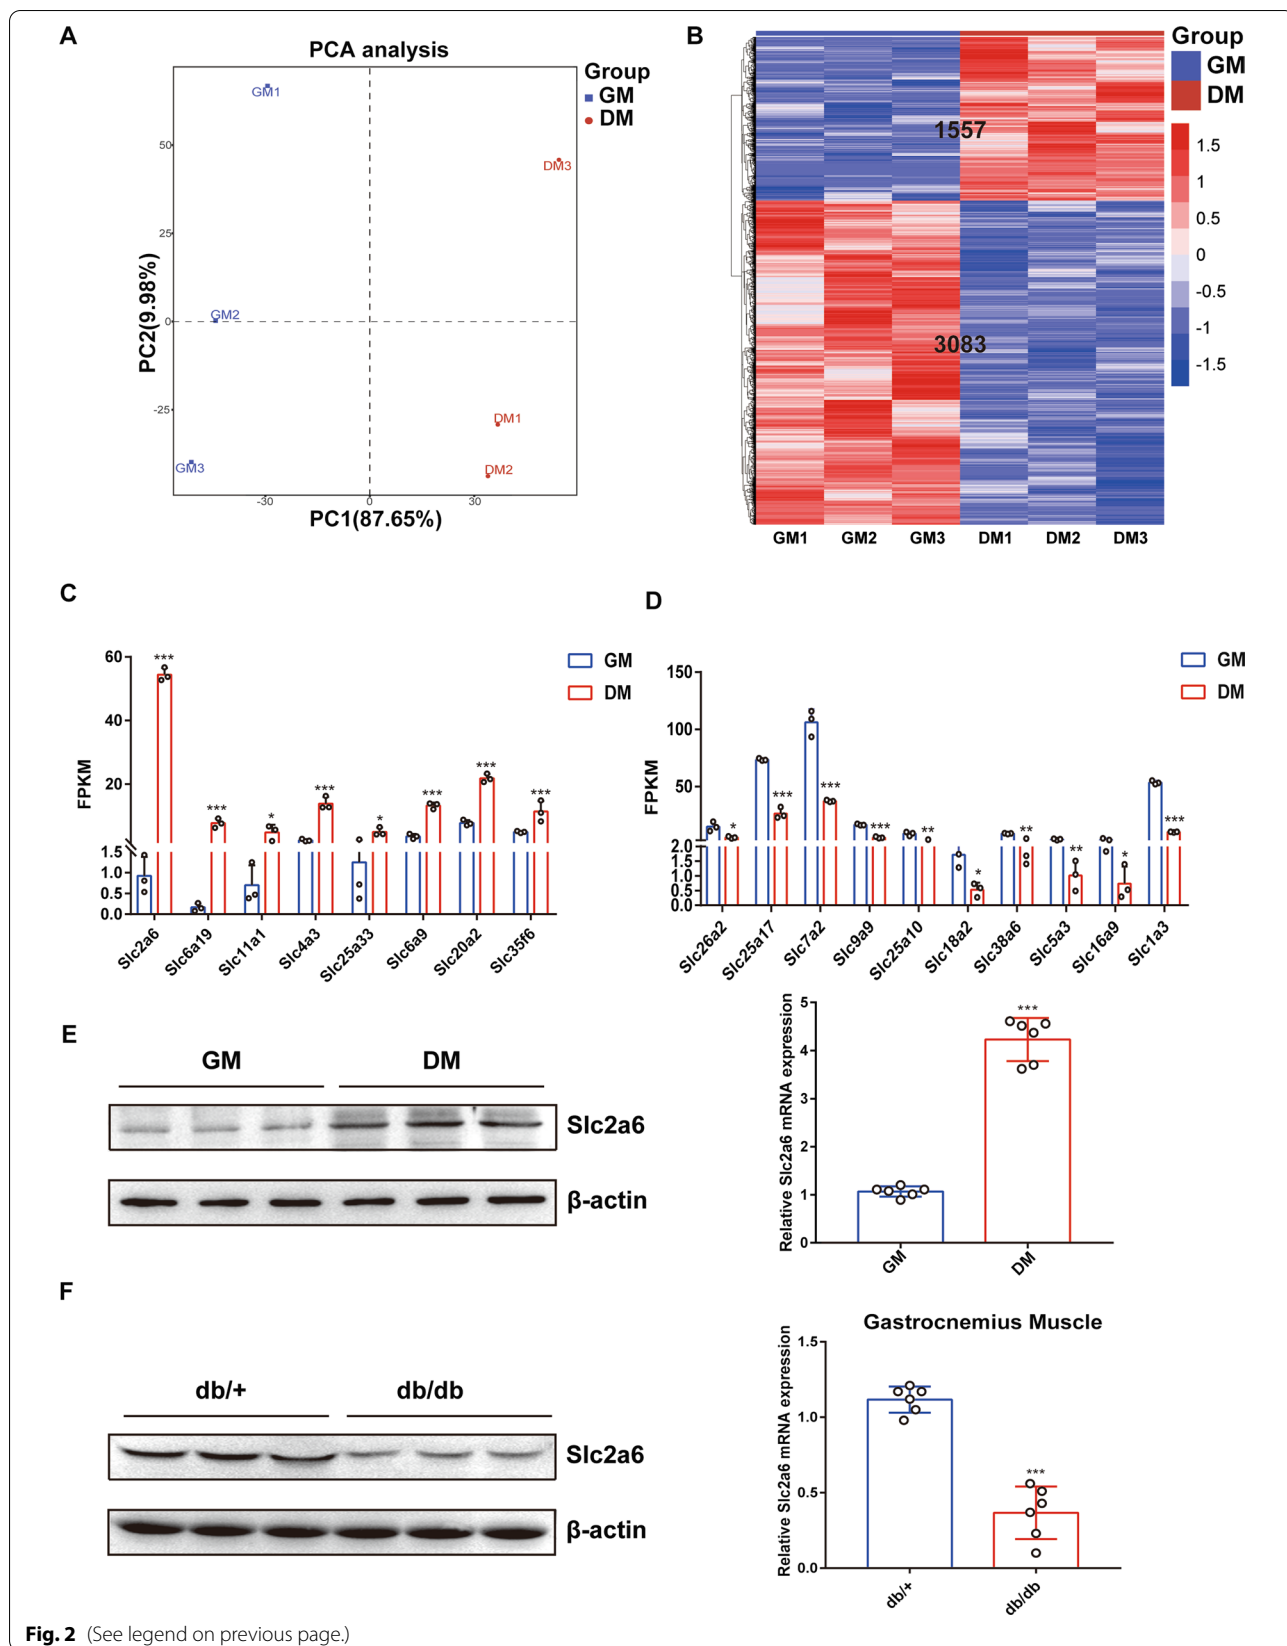 A
PCA analysis
Group
GM
DM
GM1
GM2
GM3
DM3
DM1
DM2
50
25
0
-25
-30
0
30
PC2(9.98%)
PC1(87.65%)
B
Group
GM
DM
1557
3083
1.5
1
0.5
0
-0.5
-1
-1.5
GM1 GM2 GM3 DM1 DM2 DM3
C
GM
DM
FPKM
60
40
20
1.5
1.0
0.5
0.0
*** *** * *** * *** *** ***
Slc2a6 Slc6a19 Slc11a1 Slc4a3 Slc25a33 Slc6a9 Slc20a2 Slc35f6
D
GM
DM
FPKM
150
100
50
2.0
1.5
1.0
0.5
0.0
* *** *** *** ** * ** ** * ***
Slc26a2 Slc25a17 Slc7a2 Slc9a9 Slc25a10 Slc18a2 Slc38a6 Slc5a3 Slc16a9 Slc1a3
E
GM DM
Slc2a6
β-actin
Relative Slc2a6 mRNA expression
5
4
3
2
1
0
***
GM DM
F
db/+ db/db
Slc2a6
β-actin
Gastrocnemius Muscle
Relative Slc2a6 mRNA expression
1.5
1.0
0.5
0.0
***
db/+ db/db
Fig. 2 (See legend on previous page.)